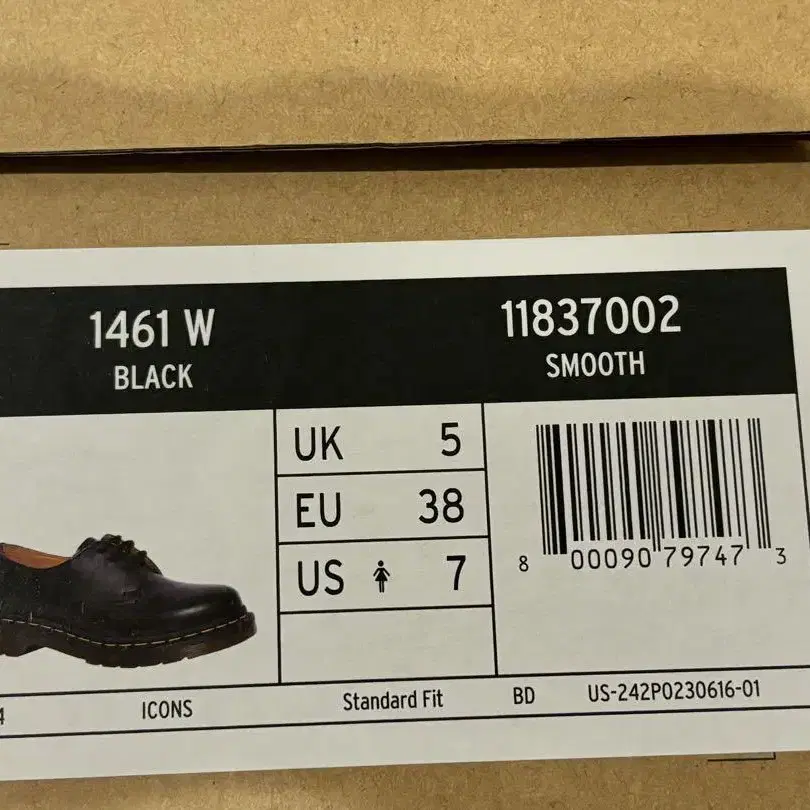 1461 W
BLACK
11837002
SMOOTH
UK 5
EU 38
US 7
8 00090 79747 3
4 ICONS Standard Fit BD US-242P0230616-01